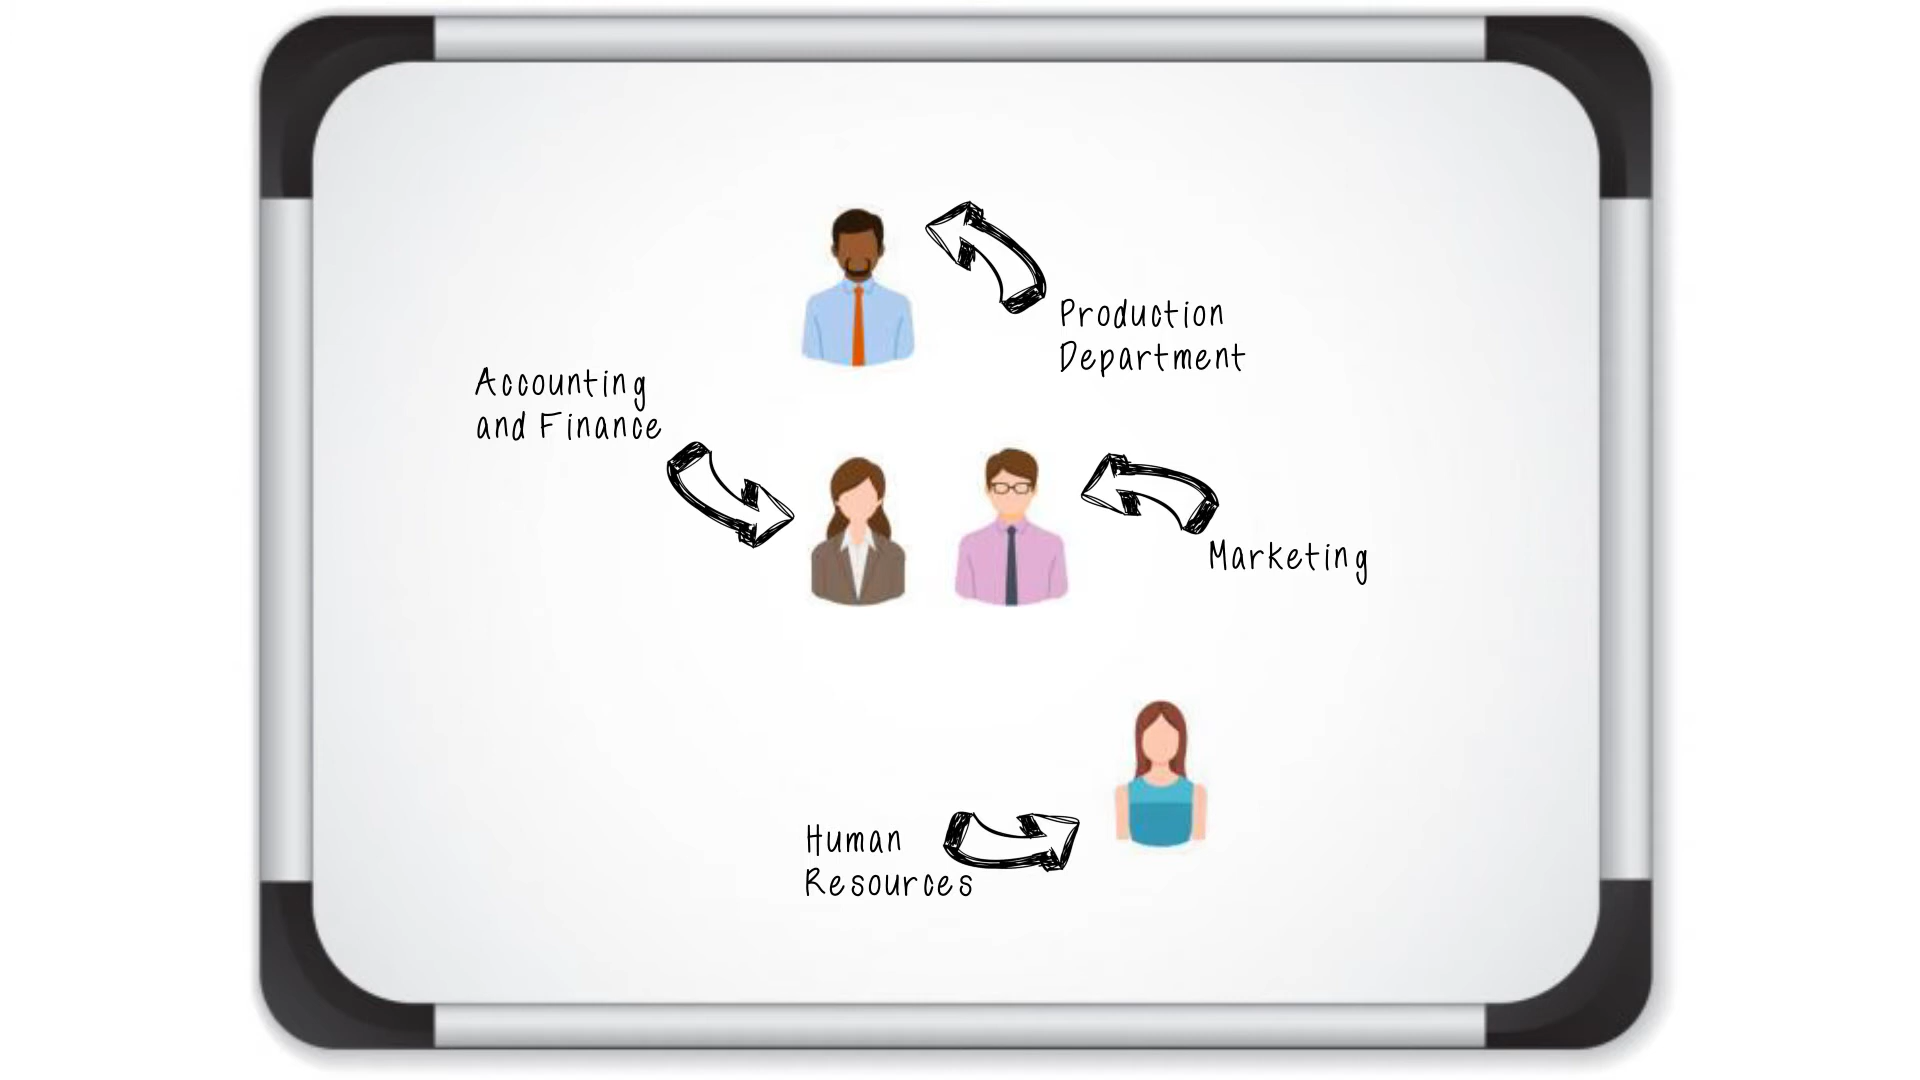 Production
Department
Accounting
and Finance
Marketing
Human
Resources